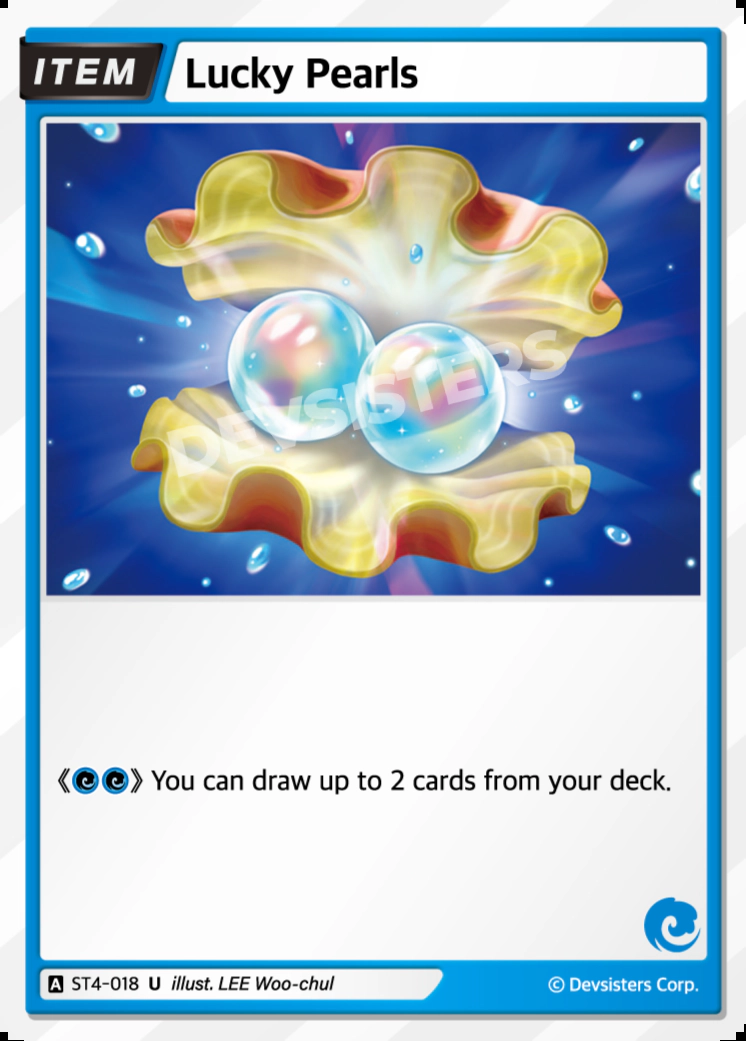 ITEM
Lucky Pearls
DEVSISTERS
《》 You can draw up to 2 cards from your deck.
A ST4-018 U illust. LEE Woo-chul
© Devsisters Corp.